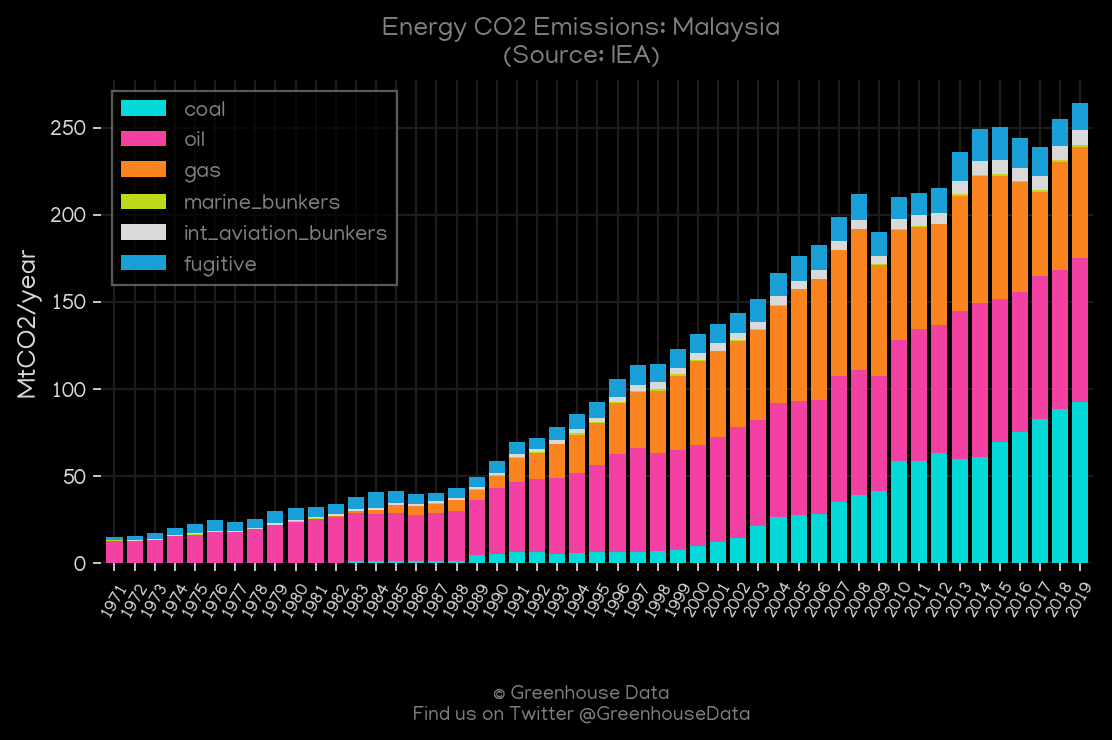 Energy CO2 Emissions: Malaysia
(Source: IEA)
coal
oil
gas
marine_bunkers
int_aviation_bunkers
fugitive
MtCO2/year
250
200
150
100
50
0
1971 1972 1973 1974 1975 1976 1977 1978 1979 1980 1981 1982 1983 1984 1985 1986 1987 1988 1989 1990 1991 1992 1993 1994 1995 1996 1997 1998 1999 2000 2001 2002 2003 2004 2005 2006 2007 2008 2009 2010 2011 2012 2013 2014 2015 2016 2017 2018 2019
© Greenhouse Data
Find us on Twitter @GreenhouseData